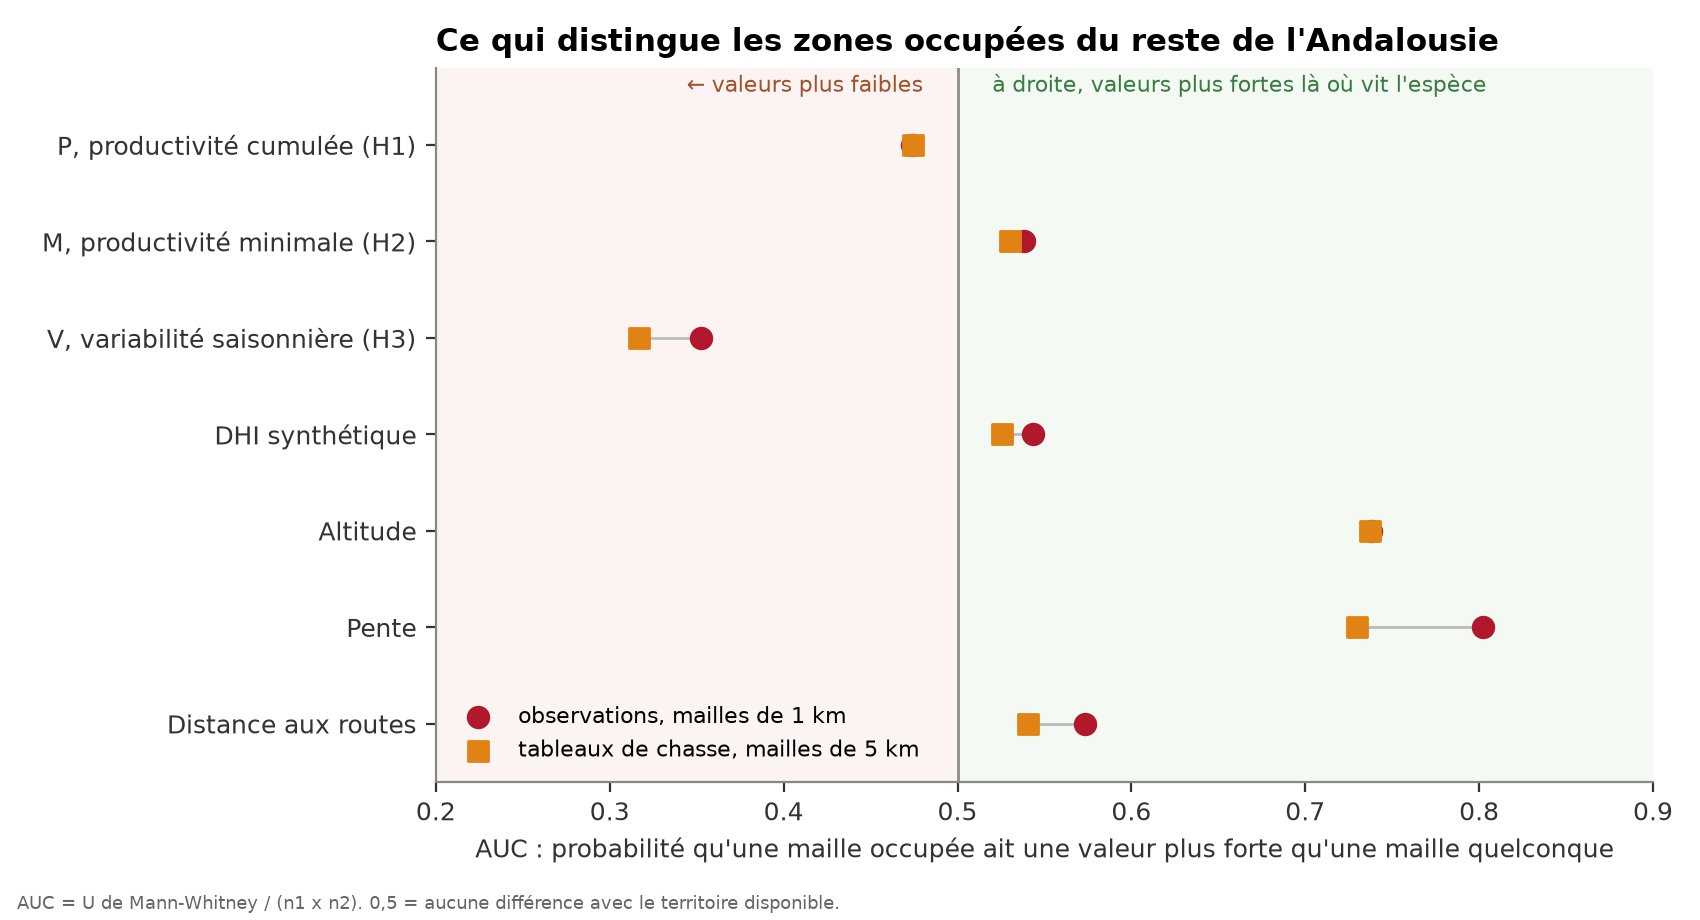 Ce qui distingue les zones occupées du reste de l'Andalousie
← valeurs plus faibles
à droite, valeurs plus fortes là où vit l'espèce
P, productivité cumulée (H1)
M, productivité minimale (H2)
V, variabilité saisonnière (H3)
DHI synthétique
Altitude
Pente
Distance aux routes
observations, mailles de 1 km
tableaux de chasse, mailles de 5 km
0.2 0.3 0.4 0.5 0.6 0.7 0.8 0.9
AUC : probabilité qu'une maille occupée ait une valeur plus forte qu'une maille quelconque
AUC = U de Mann-Whitney / (n1 x n2). 0,5 = aucune différence avec le territoire disponible.